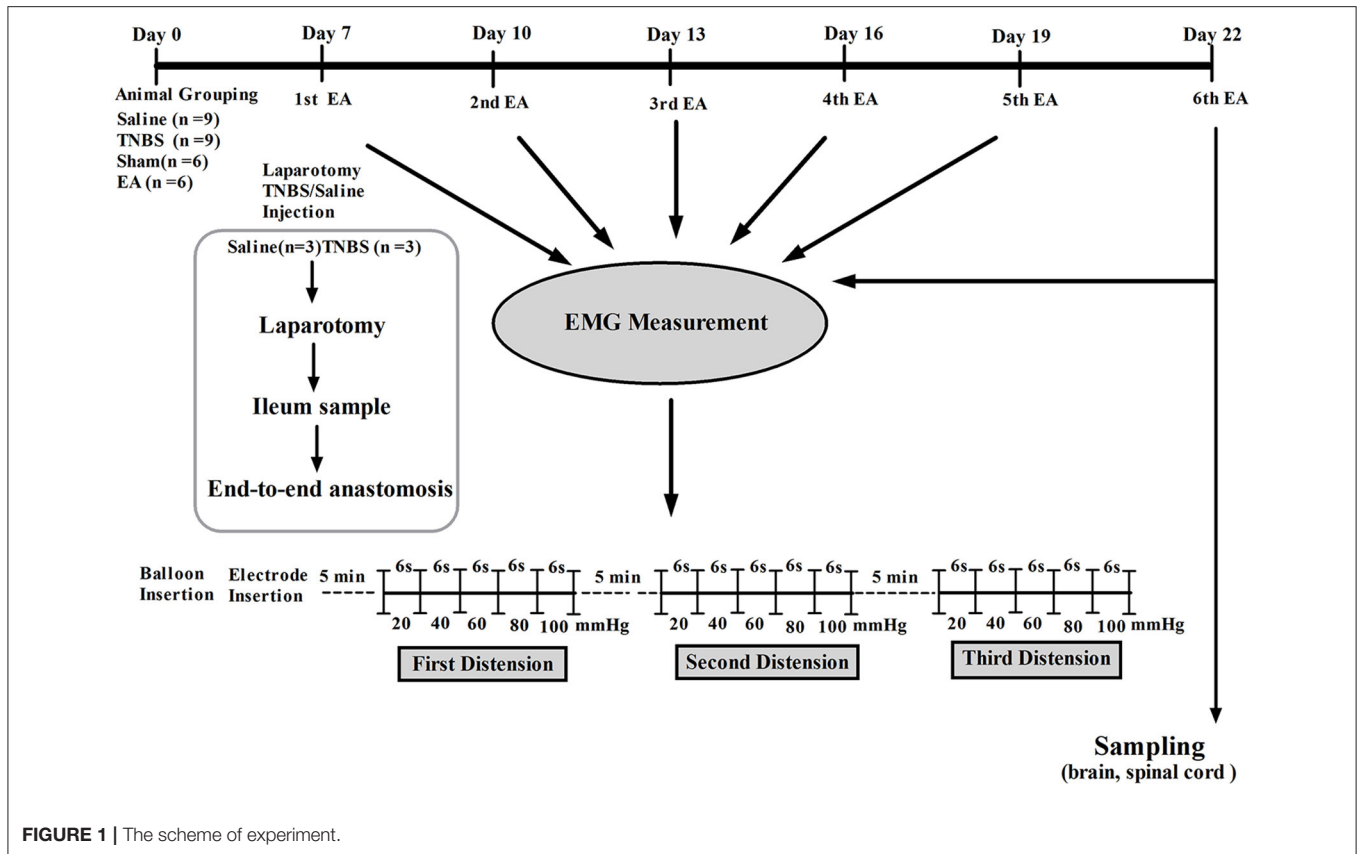 Day 0 Day 7 Day 10 Day 13 Day 16 Day 19 Day 22
1st EA 2nd EA 3rd EA 4th EA 5th EA 6th EA
Animal Grouping
Saline (n=9)
TNBS (n=9)
Sham(n=6)
EA (n=6)
Laparotomy
TNBS/Saline
Injection
Saline(n=3)TNBS (n=3)
Laparotomy
Ileum sample
End-to-end anastomosis
EMG Measurement
Balloon
Insertion
Electrode
Insertion
5 min 6s 6s 6s 6s 6s 5 min 6s 6s 6s 6s 6s 5 min 6s 6s 6s 6s 6s
20 40 60 80 100 mmHg 20 40 60 80 100 mmHg 20 40 60 80 100 mmHg
First Distension Second Distension Third Distension
Sampling
(brain, spinal cord )
FIGURE 1 | The scheme of experiment.